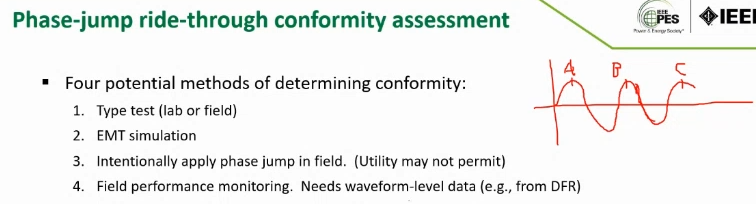 Phase-jump ride-through conformity assessment
IEEE
PES
Power & Energy Society®
IEEE
▪ Four potential methods of determining conformity:
1. Type test (lab or field)
2. EMT simulation
3. Intentionally apply phase jump in field. (Utility may not permit)
4. Field performance monitoring. Needs waveform-level data (e.g., from DFR)
A B C